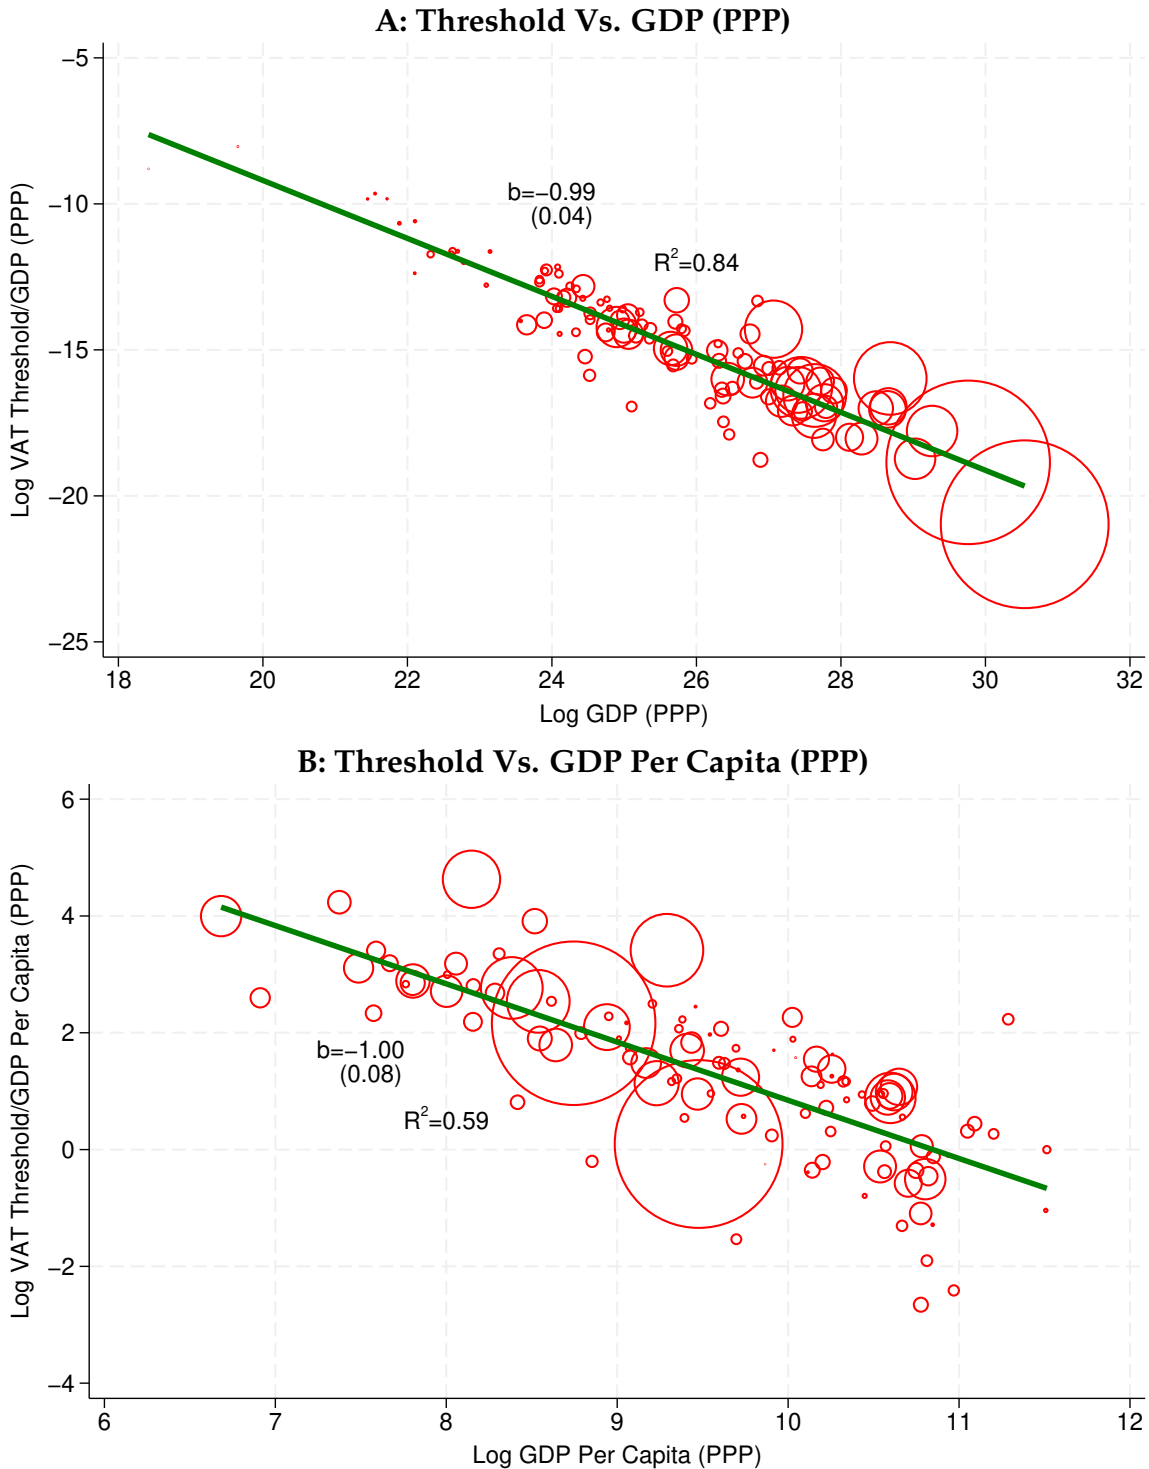 A: Threshold Vs. GDP (PPP)
Log VAT Threshold/GDP (PPP)
−5
−10
−15
−20
−25
b=−0.99
(0.04)
R²=0.84
18 20 22 24 26 28 30 32
Log GDP (PPP)
B: Threshold Vs. GDP Per Capita (PPP)
Log VAT Threshold/GDP Per Capita (PPP)
6
4
2
0
−2
−4
b=−1.00
(0.08)
R²=0.59
6 7 8 9 10 11 12
Log GDP Per Capita (PPP)